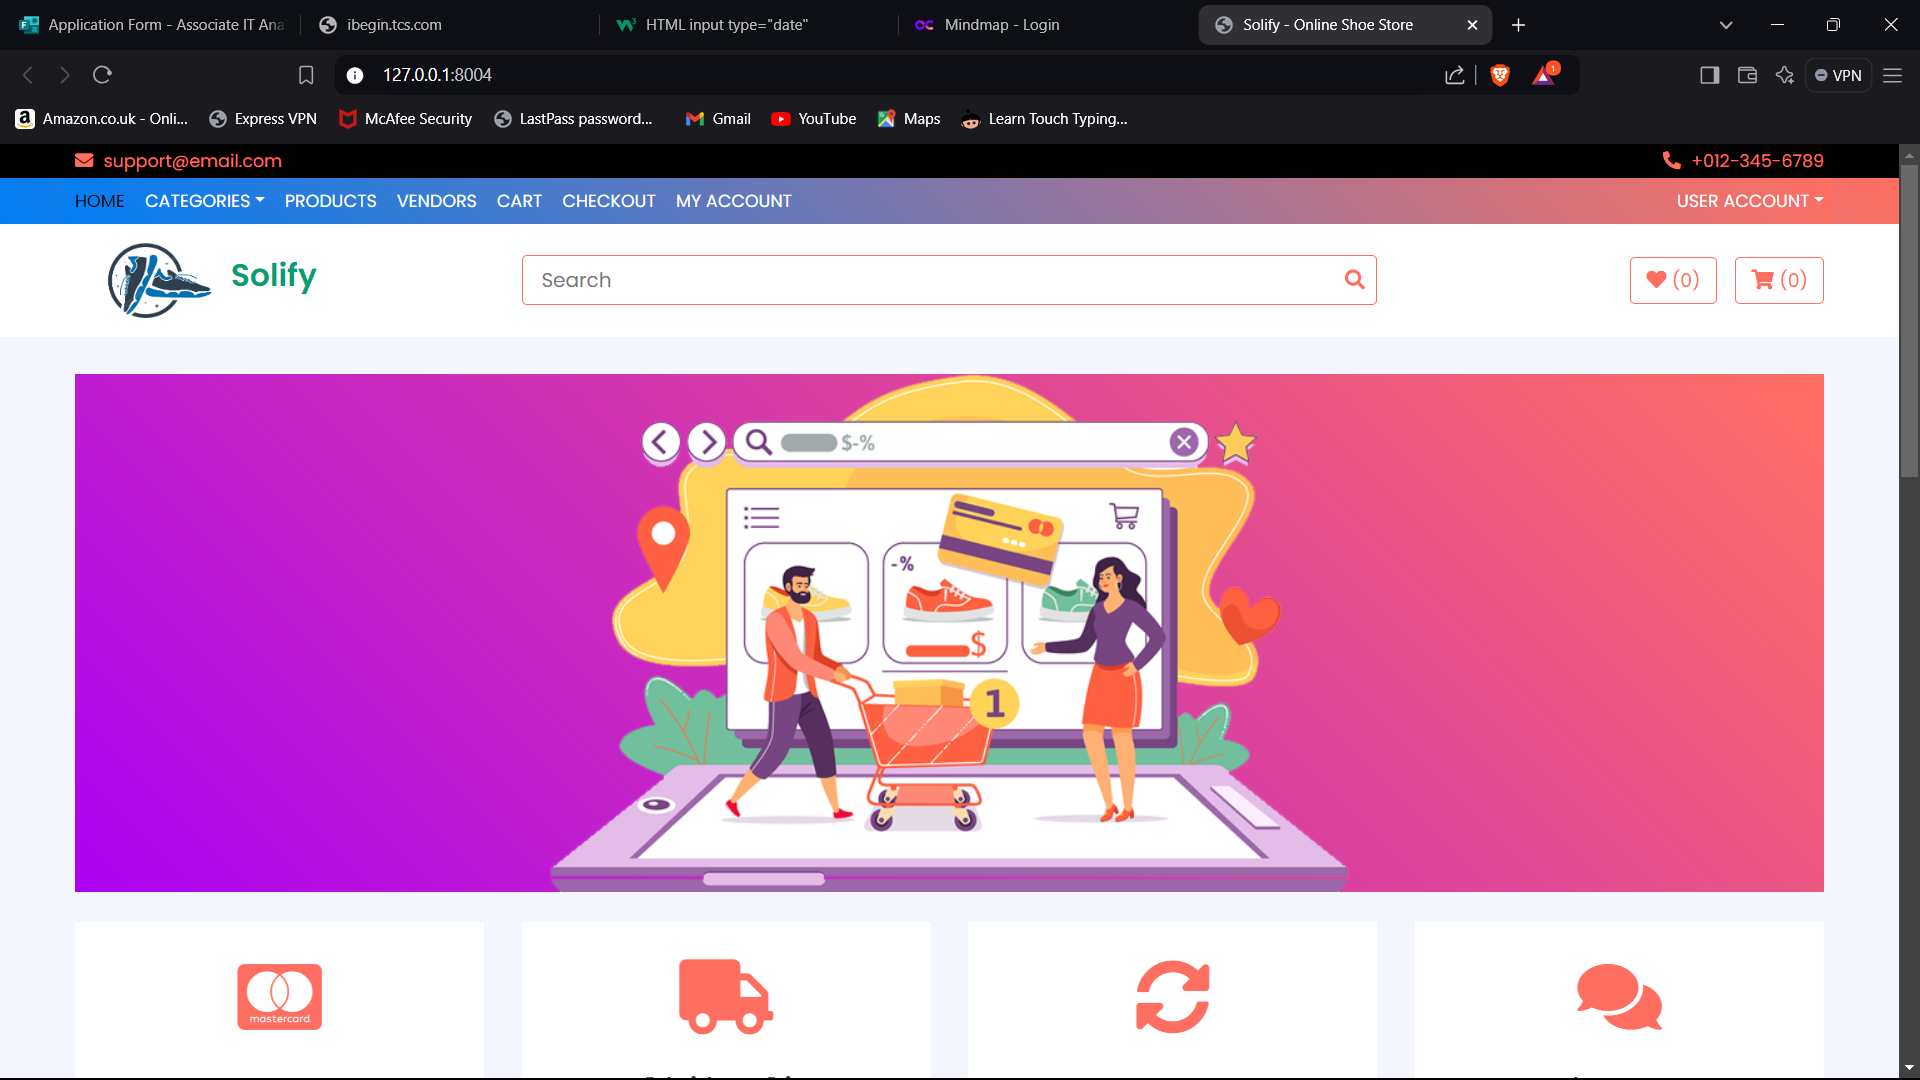 Application Form - Associate IT Ana
ibegin.tcs.com
HTML input type="date"
Mindmap - Login
Solify - Online Shoe Store
127.0.0.1:8004
1
VPN
Amazon.co.uk - Onli...
Express VPN
McAfee Security
LastPass password...
Gmail
YouTube
Maps
Learn Touch Typing...
support@email.com
+012-345-6789
HOME
CATEGORIES
PRODUCTS
VENDORS
CART
CHECKOUT
MY ACCOUNT
USER ACCOUNT
Solify
Search
(0)
(0)
$-%
-%
$
1
mastercard